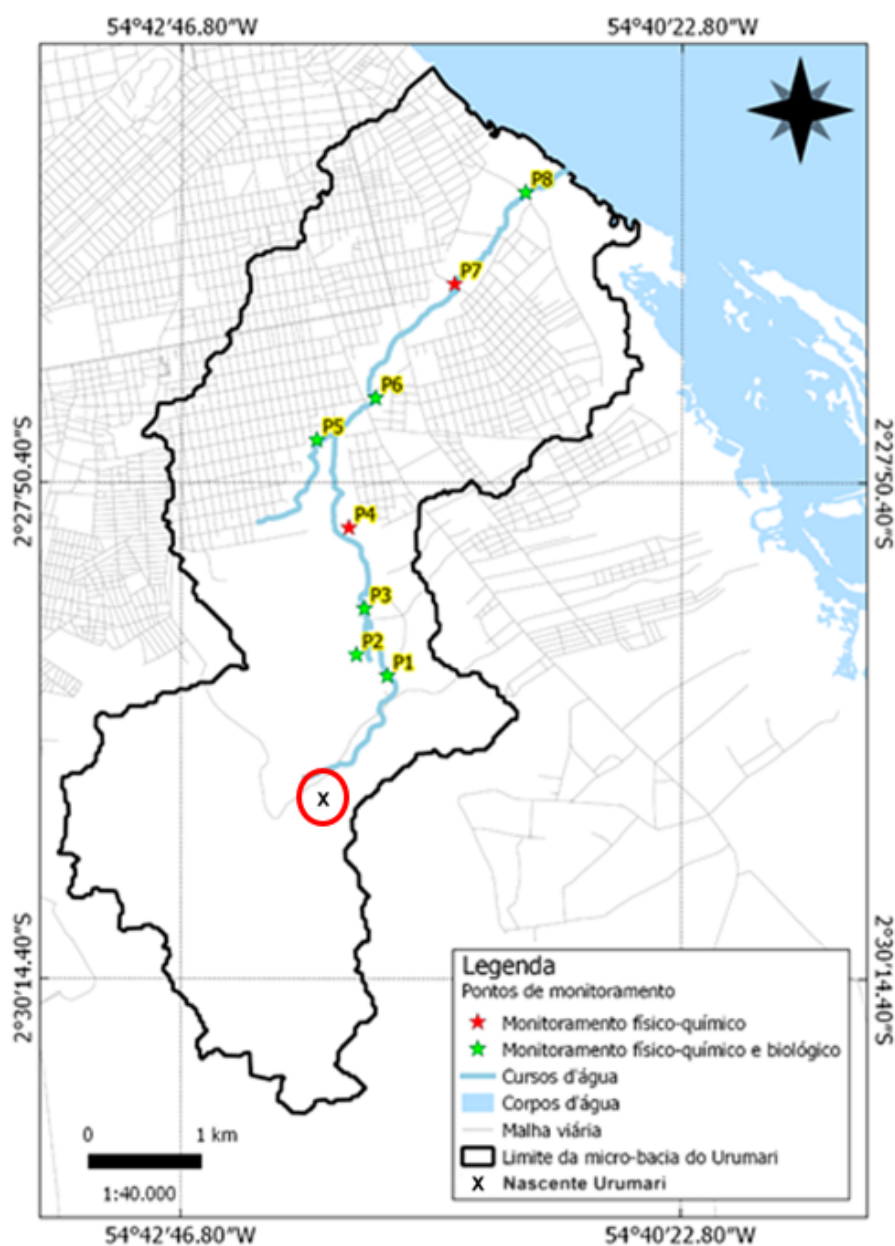 54°42'46.80"W 54°40'22.80"W
P8
P7
P6
P5
2°27'50.40"S 2°27'50.40"S
P4
P3
P2
P1
X
2°30'14.40"S 2°30'14.40"S
Legenda
Pontos de monitoramento
Monitoramento físico-químico
Monitoramento físico-químico e biológico
Cursos d'água
Corpos d'água
Malha viária
Limite da micro-bacia do Urumari
X Nascente Urumari
0 1 km
1:40.000
54°42'46.80"W 54°40'22.80"W